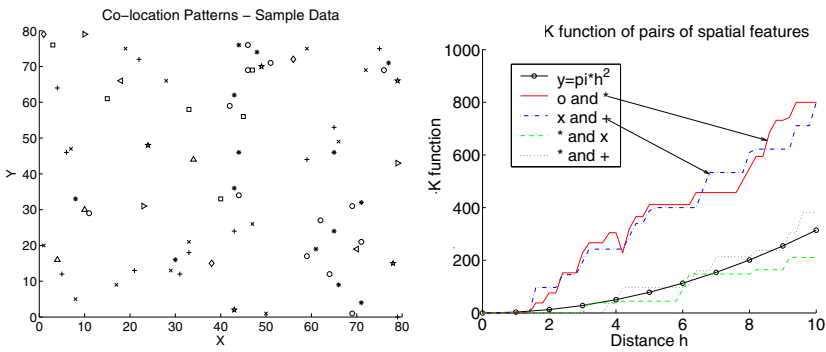 Co-location Patterns - Sample Data
80
70
60
50
40
30
20
10
0
Y
0 10 20 30 40 50 60 70 80
X
K function of pairs of spatial features
1000
800
600
400
200
0
K function
y=pi*h2
o and *
x and +
* and x
* and +
0 2 4 6 8 10
Distance h